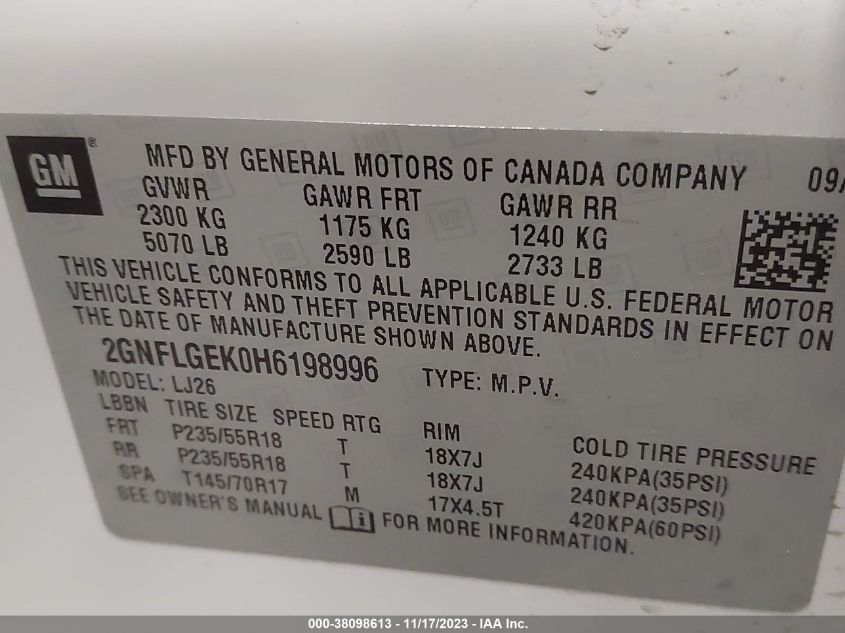 GM ®
MFD BY GENERAL MOTORS OF CANADA COMPANY 09/
GVWR GAWR FRT GAWR RR
2300 KG 1175 KG 1240 KG
5070 LB 2590 LB 2733 LB
THIS VEHICLE CONFORMS TO ALL APPLICABLE U.S. FEDERAL MOTOR
VEHICLE SAFETY AND THEFT PREVENTION STANDARDS IN EFFECT ON
THE DATE OF MANUFACTURE SHOWN ABOVE.
2GNFLGEK0H6198996 TYPE: M.P.V.
MODEL: LJ26
LBBN TIRE SIZE SPEED RTG RIM COLD TIRE PRESSURE
FRT P235/55R18 T 18X7J 240KPA(35PSI)
RR P235/55R18 T 18X7J 240KPA(35PSI)
SPA T145/70R17 M 17X4.5T 420KPA(60PSI)
SEE OWNER'S MANUAL FOR MORE INFORMATION.
000-38098613 - 11/17/2023 - IAA Inc.